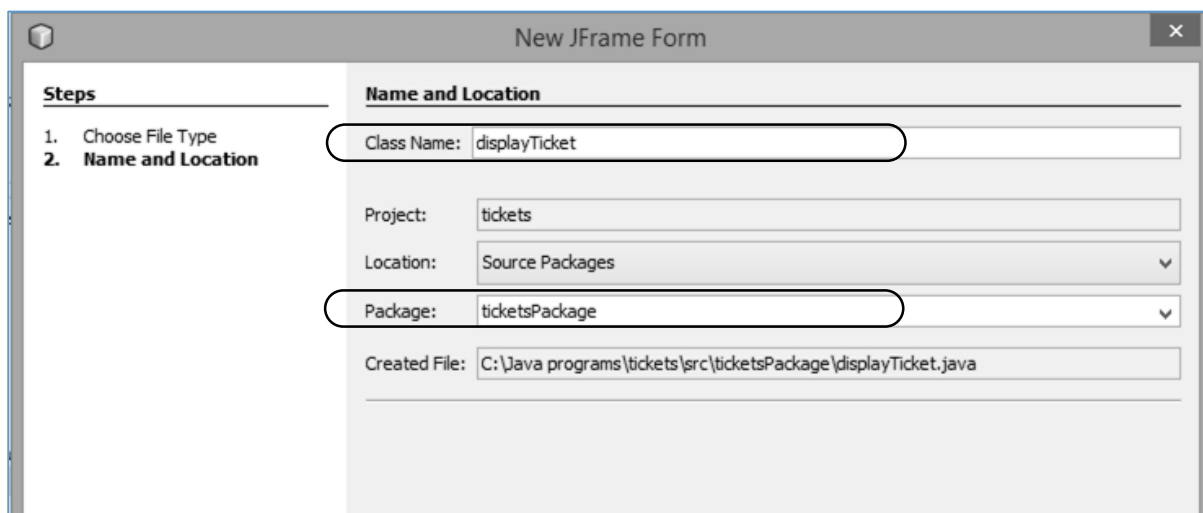 New JFrame Form
Steps
1. Choose File Type
2. Name and Location
Name and Location
Class Name: displayTicket
Project: tickets
Location: Source Packages
Package: ticketsPackage
Created File: C:\Java programs\tickets\src\ticketsPackage\displayTicket.java